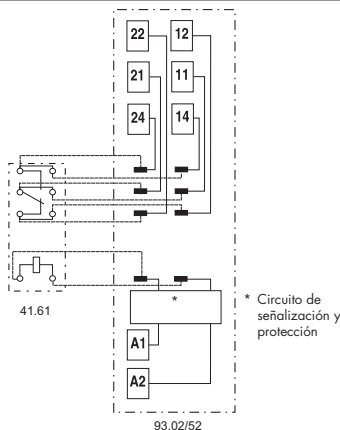 22 12
21 11
24 14
41.61
*
* Circuito de
señalización y
protección
A1
A2
93.02/52